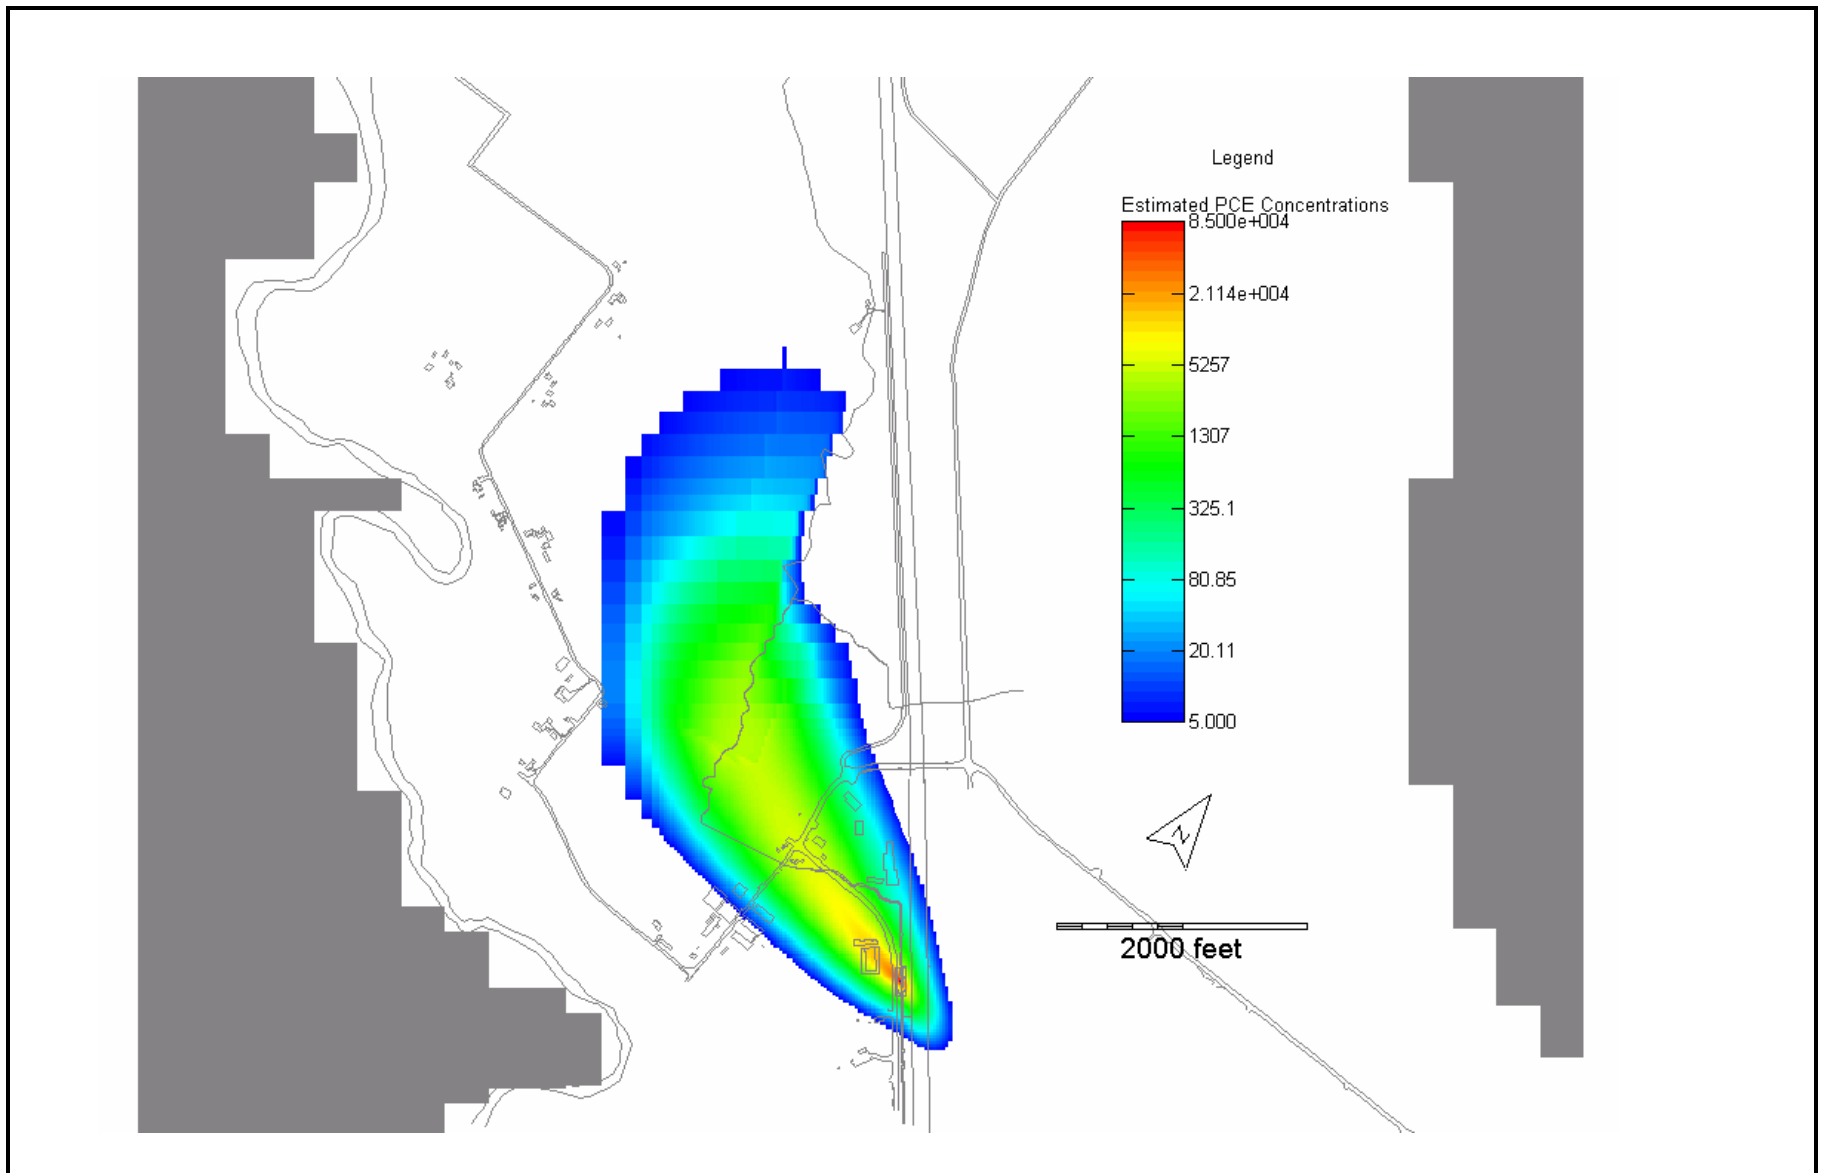 Legend
Estimated PCE Concentrations
8.500e+004
2.114e+004
5257
1307
325.1
80.85
20.11
5.000
N
2000 feet